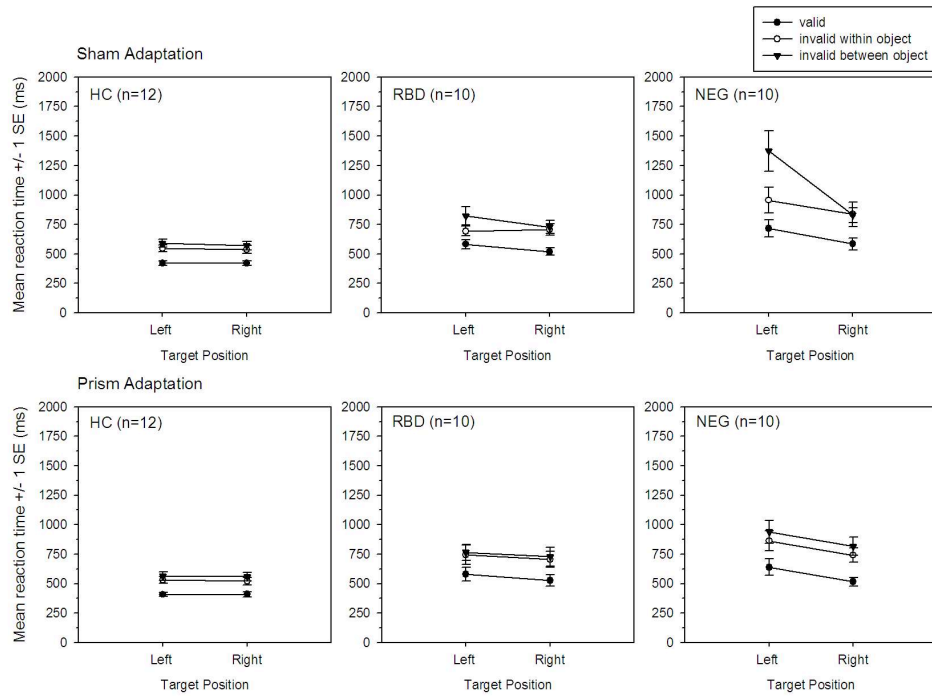 valid
invalid within object
invalid between object
Sham Adaptation
Mean reaction time +/- 1 SE (ms)
2000
1750
1500
1250
1000
750
500
250
0
HC (n=12)
Left
Right
Target Position
2000
1750
1500
1250
1000
750
500
250
0
RBD (n=10)
Left
Right
Target Position
2000
1750
1500
1250
1000
750
500
250
0
NEG (n=10)
Left
Right
Target Position
Prism Adaptation
Mean reaction time +/- 1 SE (ms)
2000
1750
1500
1250
1000
750
500
250
0
HC (n=12)
Left
Right
Target Position
2000
1750
1500
1250
1000
750
500
250
0
RBD (n=10)
Left
Right
Target Position
2000
1750
1500
1250
1000
750
500
250
0
NEG (n=10)
Left
Right
Target Position